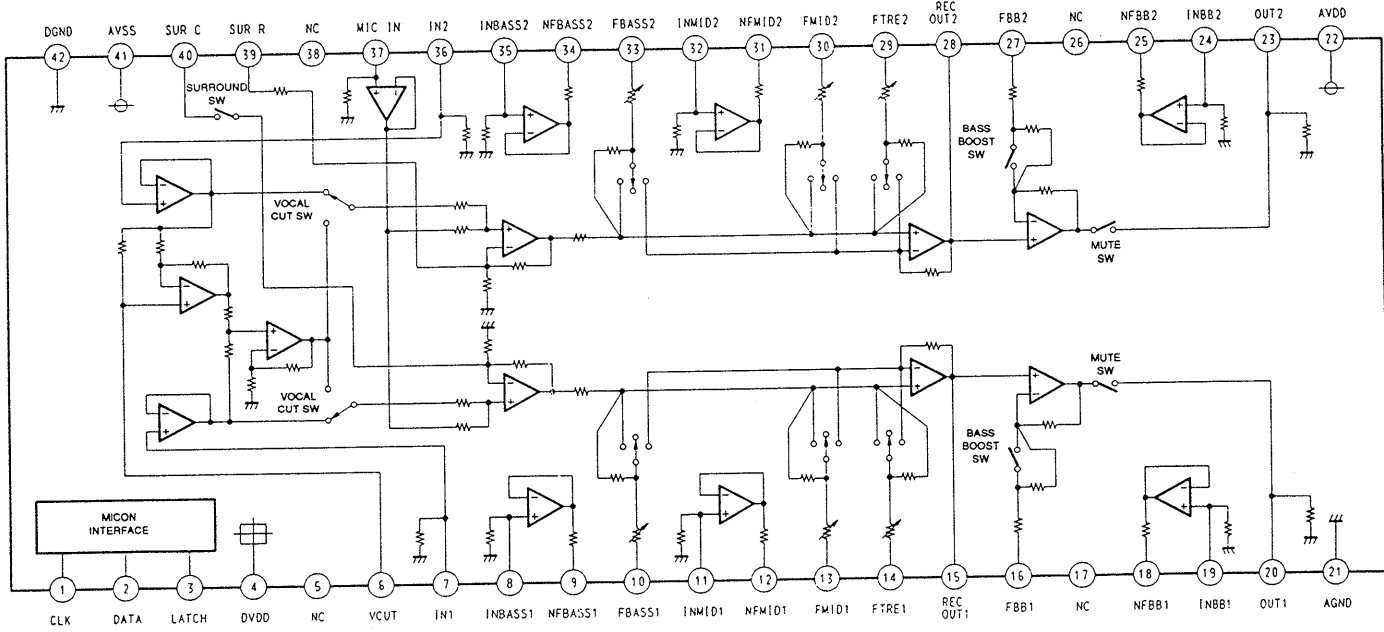 DGND AVSS SUR C SUR R NC MIC IN IN2 INBASS2 NFBASS2 FBASS2 INMID2 NFMID2 FMID2 FTRE2 REC OUT2 FBB2 NC NFBB2 INBB2 OUT2 AVDD
42 41 40 39 38 37 36 35 34 33 32 31 30 29 28 27 26 25 24 23 22
SURROUND
SW
BASS
BOOST
SW
VOCAL
CUT SW
MUTE
SW
MUTE
SW
VOCAL
CUT SW
BASS
BOOST
SW
MICON
INTERFACE
1 2 3 4 5 6 7 8 9 10 11 12 13 14 15 16 17 18 19 20 21
CLK DATA LATCH DVDD NC VCUT IN1 INBASS1 NFBASS1 FBASS1 INMID1 NFMID1 FMID1 FTRE1 REC OUT1 FBB1 NC NFBB1 INBB1 OUT1 AGND